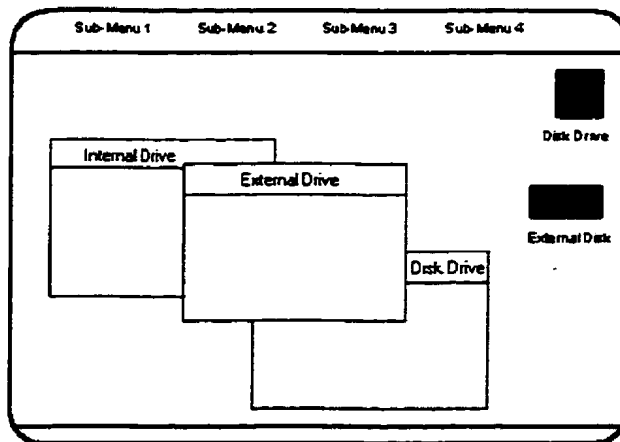 Sub-Menu 1 Sub-Menu 2 Sub-Menu 3 Sub-Menu 4
Disk Drive
Internal Drive
External Drive
External Disk
Disk Drive